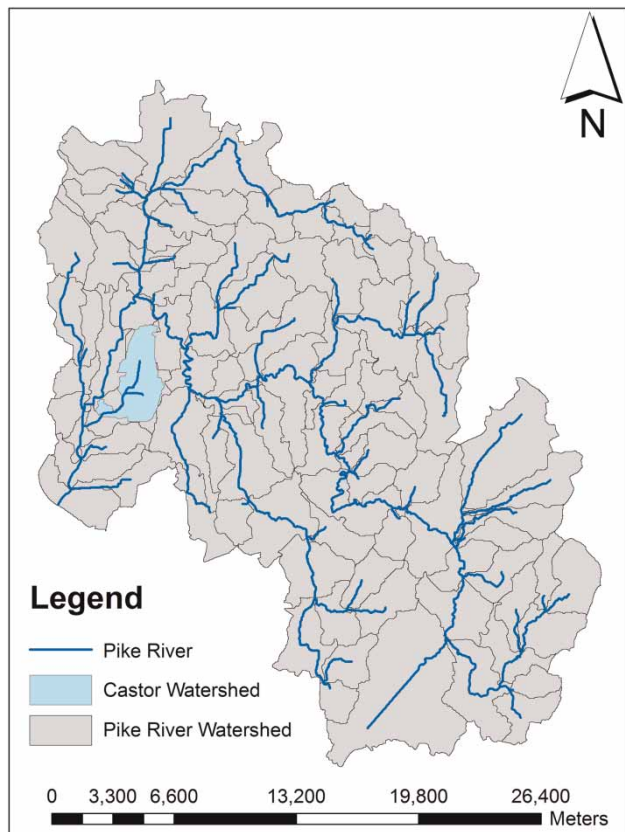 N
Legend
Pike River
Castor Watershed
Pike River Watershed
0 3,300 6,600 13,200 19,800 26,400
Meters